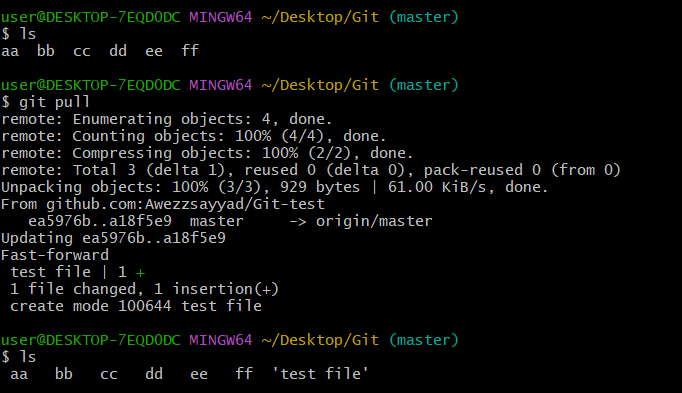 user@DESKTOP-7EQD0DC MINGW64 ~/Desktop/Git (master)
$ ls
aa  bb  cc  dd  ee  ff

user@DESKTOP-7EQD0DC MINGW64 ~/Desktop/Git (master)
$ git pull
remote: Enumerating objects: 4, done.
remote: Counting objects: 100% (4/4), done.
remote: Compressing objects: 100% (2/2), done.
remote: Total 3 (delta 1), reused 0 (delta 0), pack-reused 0 (from 0)
Unpacking objects: 100% (3/3), 929 bytes | 61.00 KiB/s, done.
From github.com:Awezzsayyad/Git-test
   ea5976b..a18f5e9  master     -> origin/master
Updating ea5976b..a18f5e9
Fast-forward
 test file | 1 +
 1 file changed, 1 insertion(+)
 create mode 100644 test file

user@DESKTOP-7EQD0DC MINGW64 ~/Desktop/Git (master)
$ ls
 aa   bb   cc   dd   ee   ff  'test file'